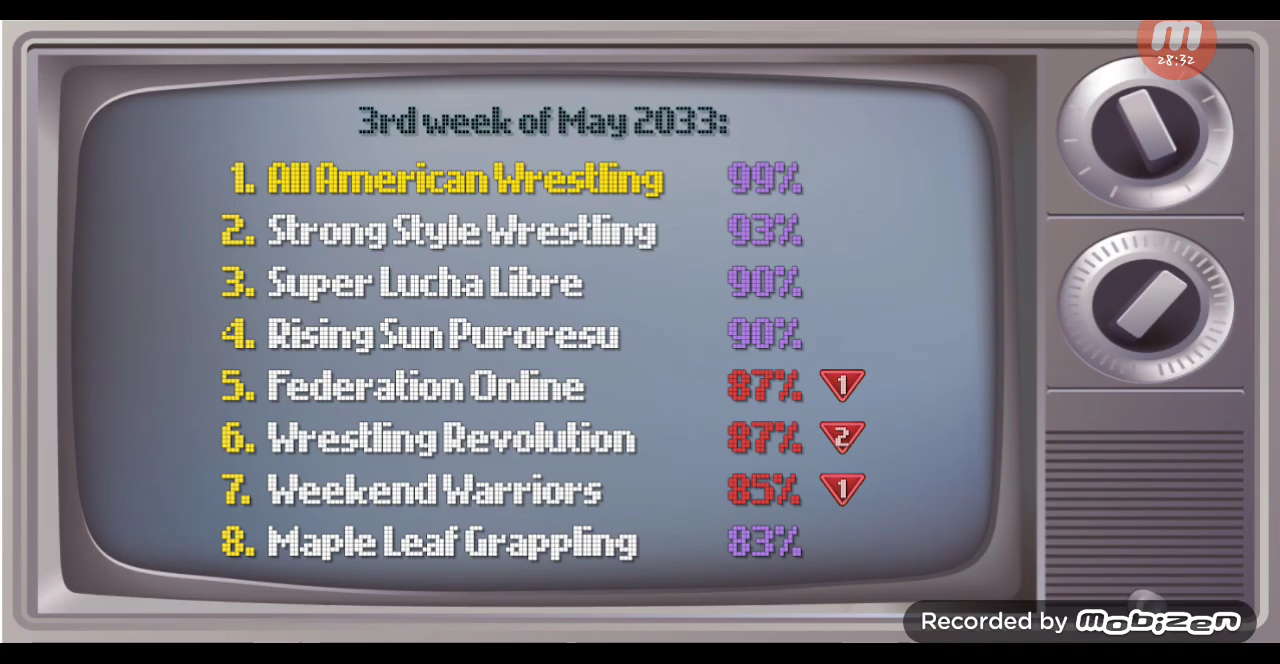 28:32
3rd week of May 2033:
1. All American Wrestling 99%
2. Strong Style Wrestling 93%
3. Super Lucha Libre 90%
4. Rising Sun Puroresu 90%
5. Federation Online 87% 1
6. Wrestling Revolution 87% 2
7. Weekend Warriors 85% 1
8. Maple Leaf Grappling 83%
Recorded by mobizen